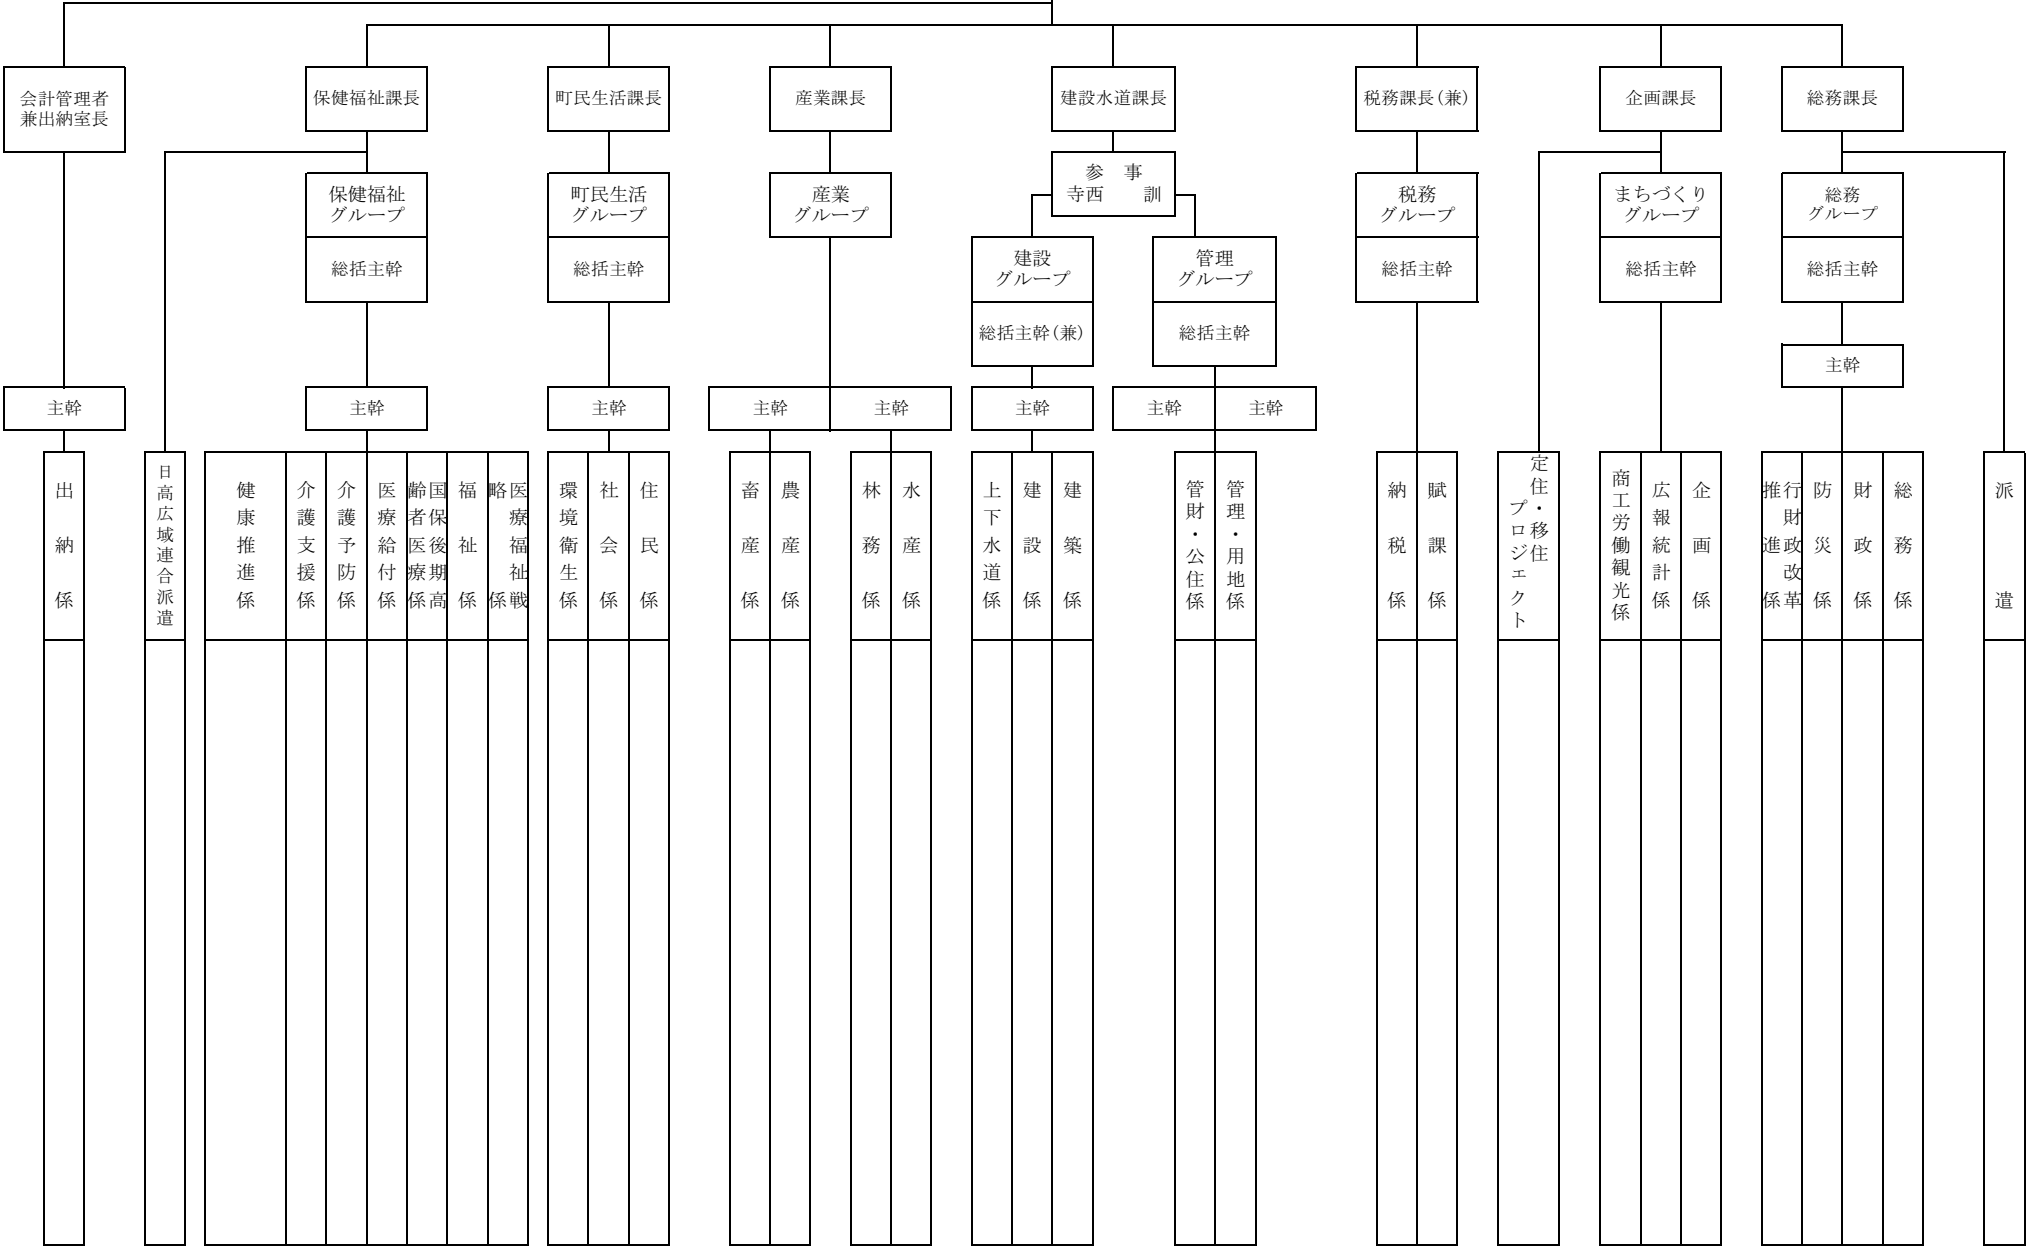 会計管理者
兼出納室長
保健福祉課長
町民生活課長
産業課長
建設水道課長
税務課長(兼)
企画課長
総務課長
参　事
寺西　　訓
保健福祉
グループ
町民生活
グループ
産業
グループ
税務
グループ
まちづくり
グループ
総務
グループ
総括主幹
総括主幹
建設
グループ
管理
グループ
総括主幹
総括主幹
総括主幹
総括主幹(兼)
総括主幹
主幹
主幹
主幹
主幹
主幹
主幹
主幹
主幹
主幹
主幹
出納係
日高広域連合派遣
健康推進係
介護支援係
介護予防係
医療給付係
国保後期高
齢者医療係
福祉係
医療福祉戦
略係
環境衛生係
社会係
住民係
畜産係
農産係
林務係
水産係
上下水道係
建設係
建築係
管財・公住係
管理・用地係
納税係
賦課係
定住・移住
プロジェクト
商工労働観光係
広報統計係
企画係
行財政改革
推進係
防災係
財政係
総務係
派遣